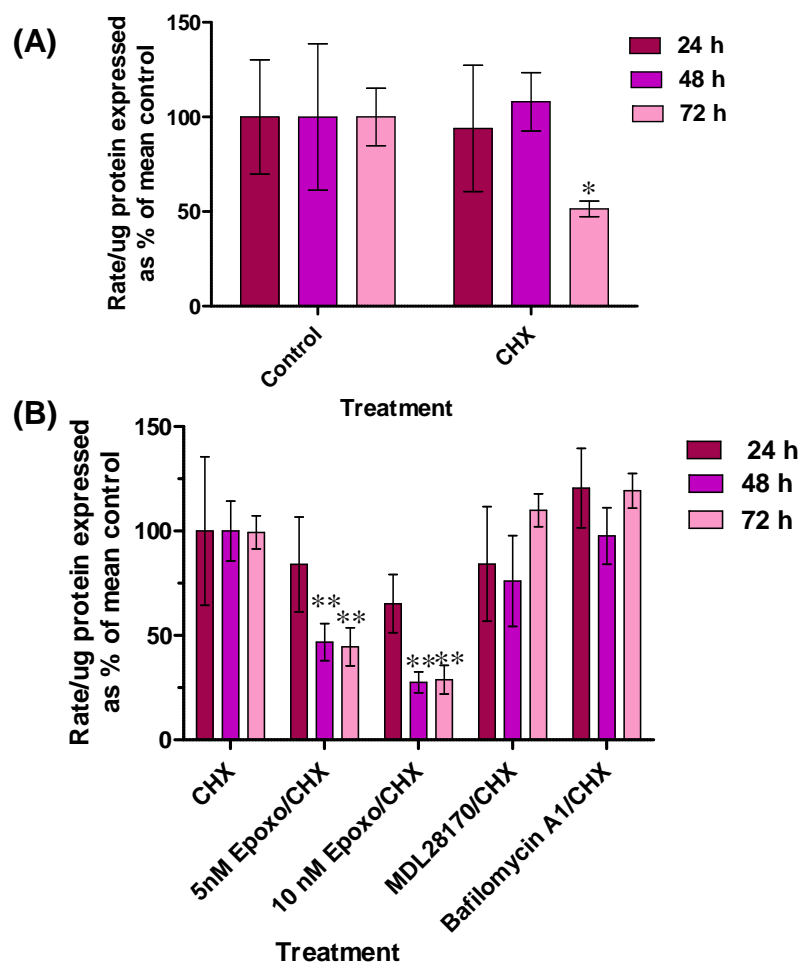 (A)
Rate/ug protein expressed
as % of mean control
150
100
50
0
24 h
48 h
72 h
*
Control
CHX
Treatment
(B)
Rate/ug protein expressed
as % of mean control
150
100
50
0
24 h
48 h
72 h
** **
** **
CHX
5nM Epoxo/CHX
10 nM Epoxo/CHX
MDL28170/CHX
Bafilomycin A1/CHX
Treatment